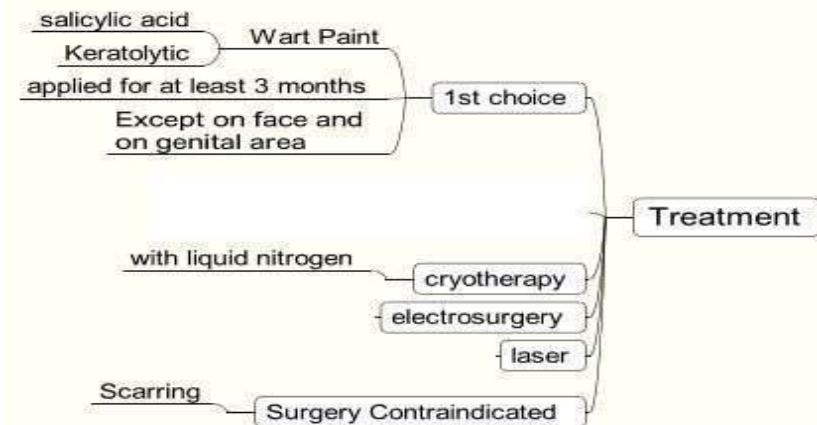 salicylic acid
Wart Paint
Keratolytic
applied for at least 3 months
1st choice
Except on face and
on genital area
Treatment
with liquid nitrogen
cryotherapy
electrosurgery
laser
Scarring
Surgery Contraindicated